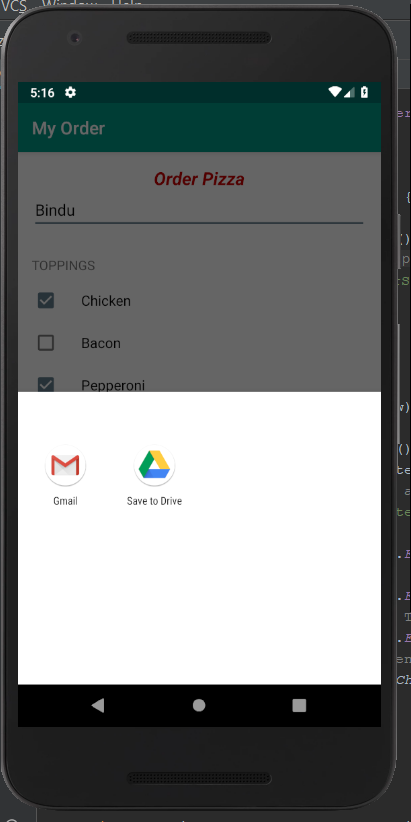 VCS Window Help
5:16
My Order
Order Pizza
Bindu
TOPPINGS
Chicken
Bacon
Pepperoni
Gmail
Save to Drive